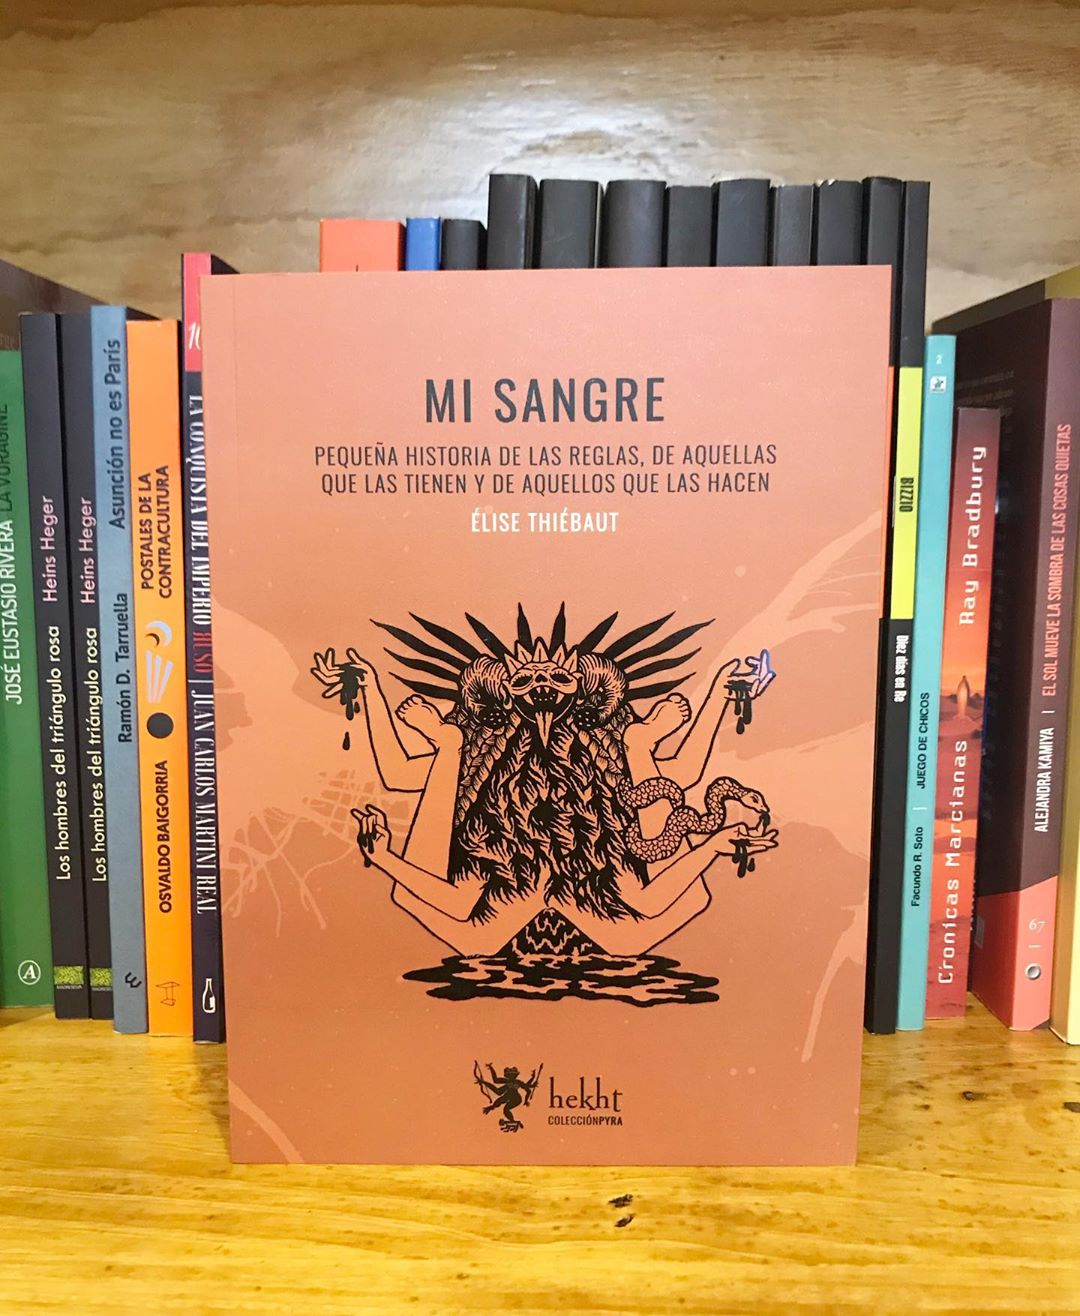 MI SANGRE
PEQUEÑA HISTORIA DE LAS REGLAS, DE AQUELLAS
QUE LAS TIENEN Y DE AQUELLOS QUE LAS HACEN
ÉLISE THIÉBAUT
hekht
COLECCIÓNPYRA
JOSÉ EUSTASIO RIVERA LA VORÁGINE
Los hombres del triángulo rosa Heins Heger
Los hombres del triángulo rosa Heins Heger
Ramón D. Tarruella Asunción no es París
OSVALDO BAIGORRIA
POSTALES DE LA
CONTRACULTURA
LA CONQUISTA DEL IMPERIO RUSO | JUAN CARLOS MARTINI REAL
BIZZIO
Diez días en Re
2
Facundo R. Soto | JUEGO DE CHICOS
Crónicas Marcianas Ray Bradbury
ALEJANDRA KAMIYA | EL SOL MUEVE LA SOMBRA DE LAS COSAS QUIETAS
67